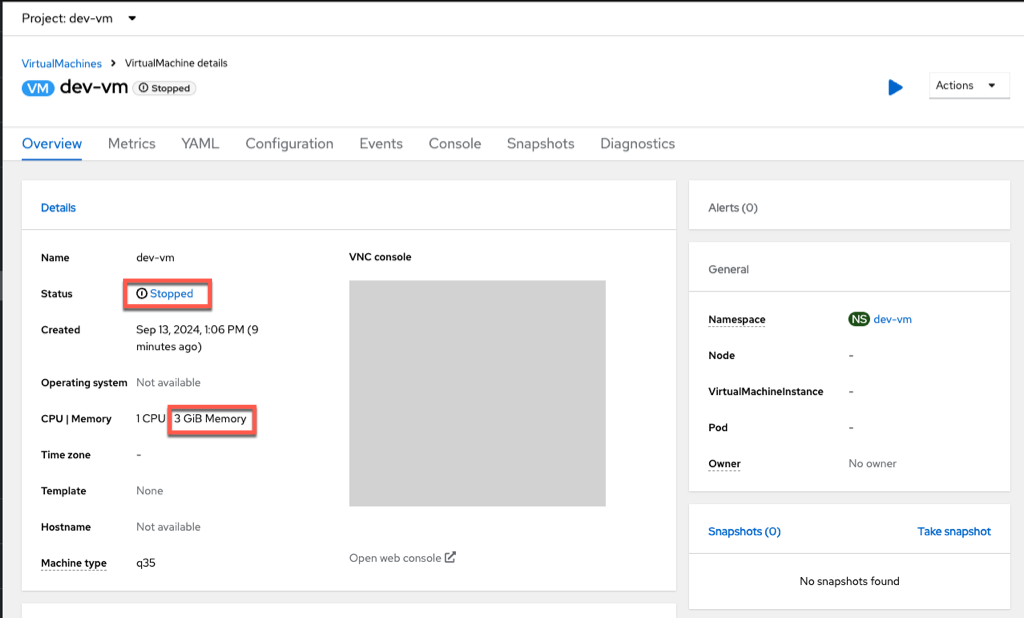 Project: dev-vm
VirtualMachines > VirtualMachine details
VM dev-vm Stopped
Actions
Overview Metrics YAML Configuration Events Console Snapshots Diagnostics
Details
Name dev-vm
Status Stopped
Created Sep 13, 2024, 1:06 PM (9
minutes ago)
Operating system Not available
CPU | Memory 1 CPU 3 GiB Memory
Time zone -
Template None
Hostname Not available
Machine type q35
VNC console
Open web console
Alerts (0)
General
Namespace NS dev-vm
Node -
VirtualMachineInstance -
Pod -
Owner No owner
Snapshots (0) Take snapshot
No snapshots found